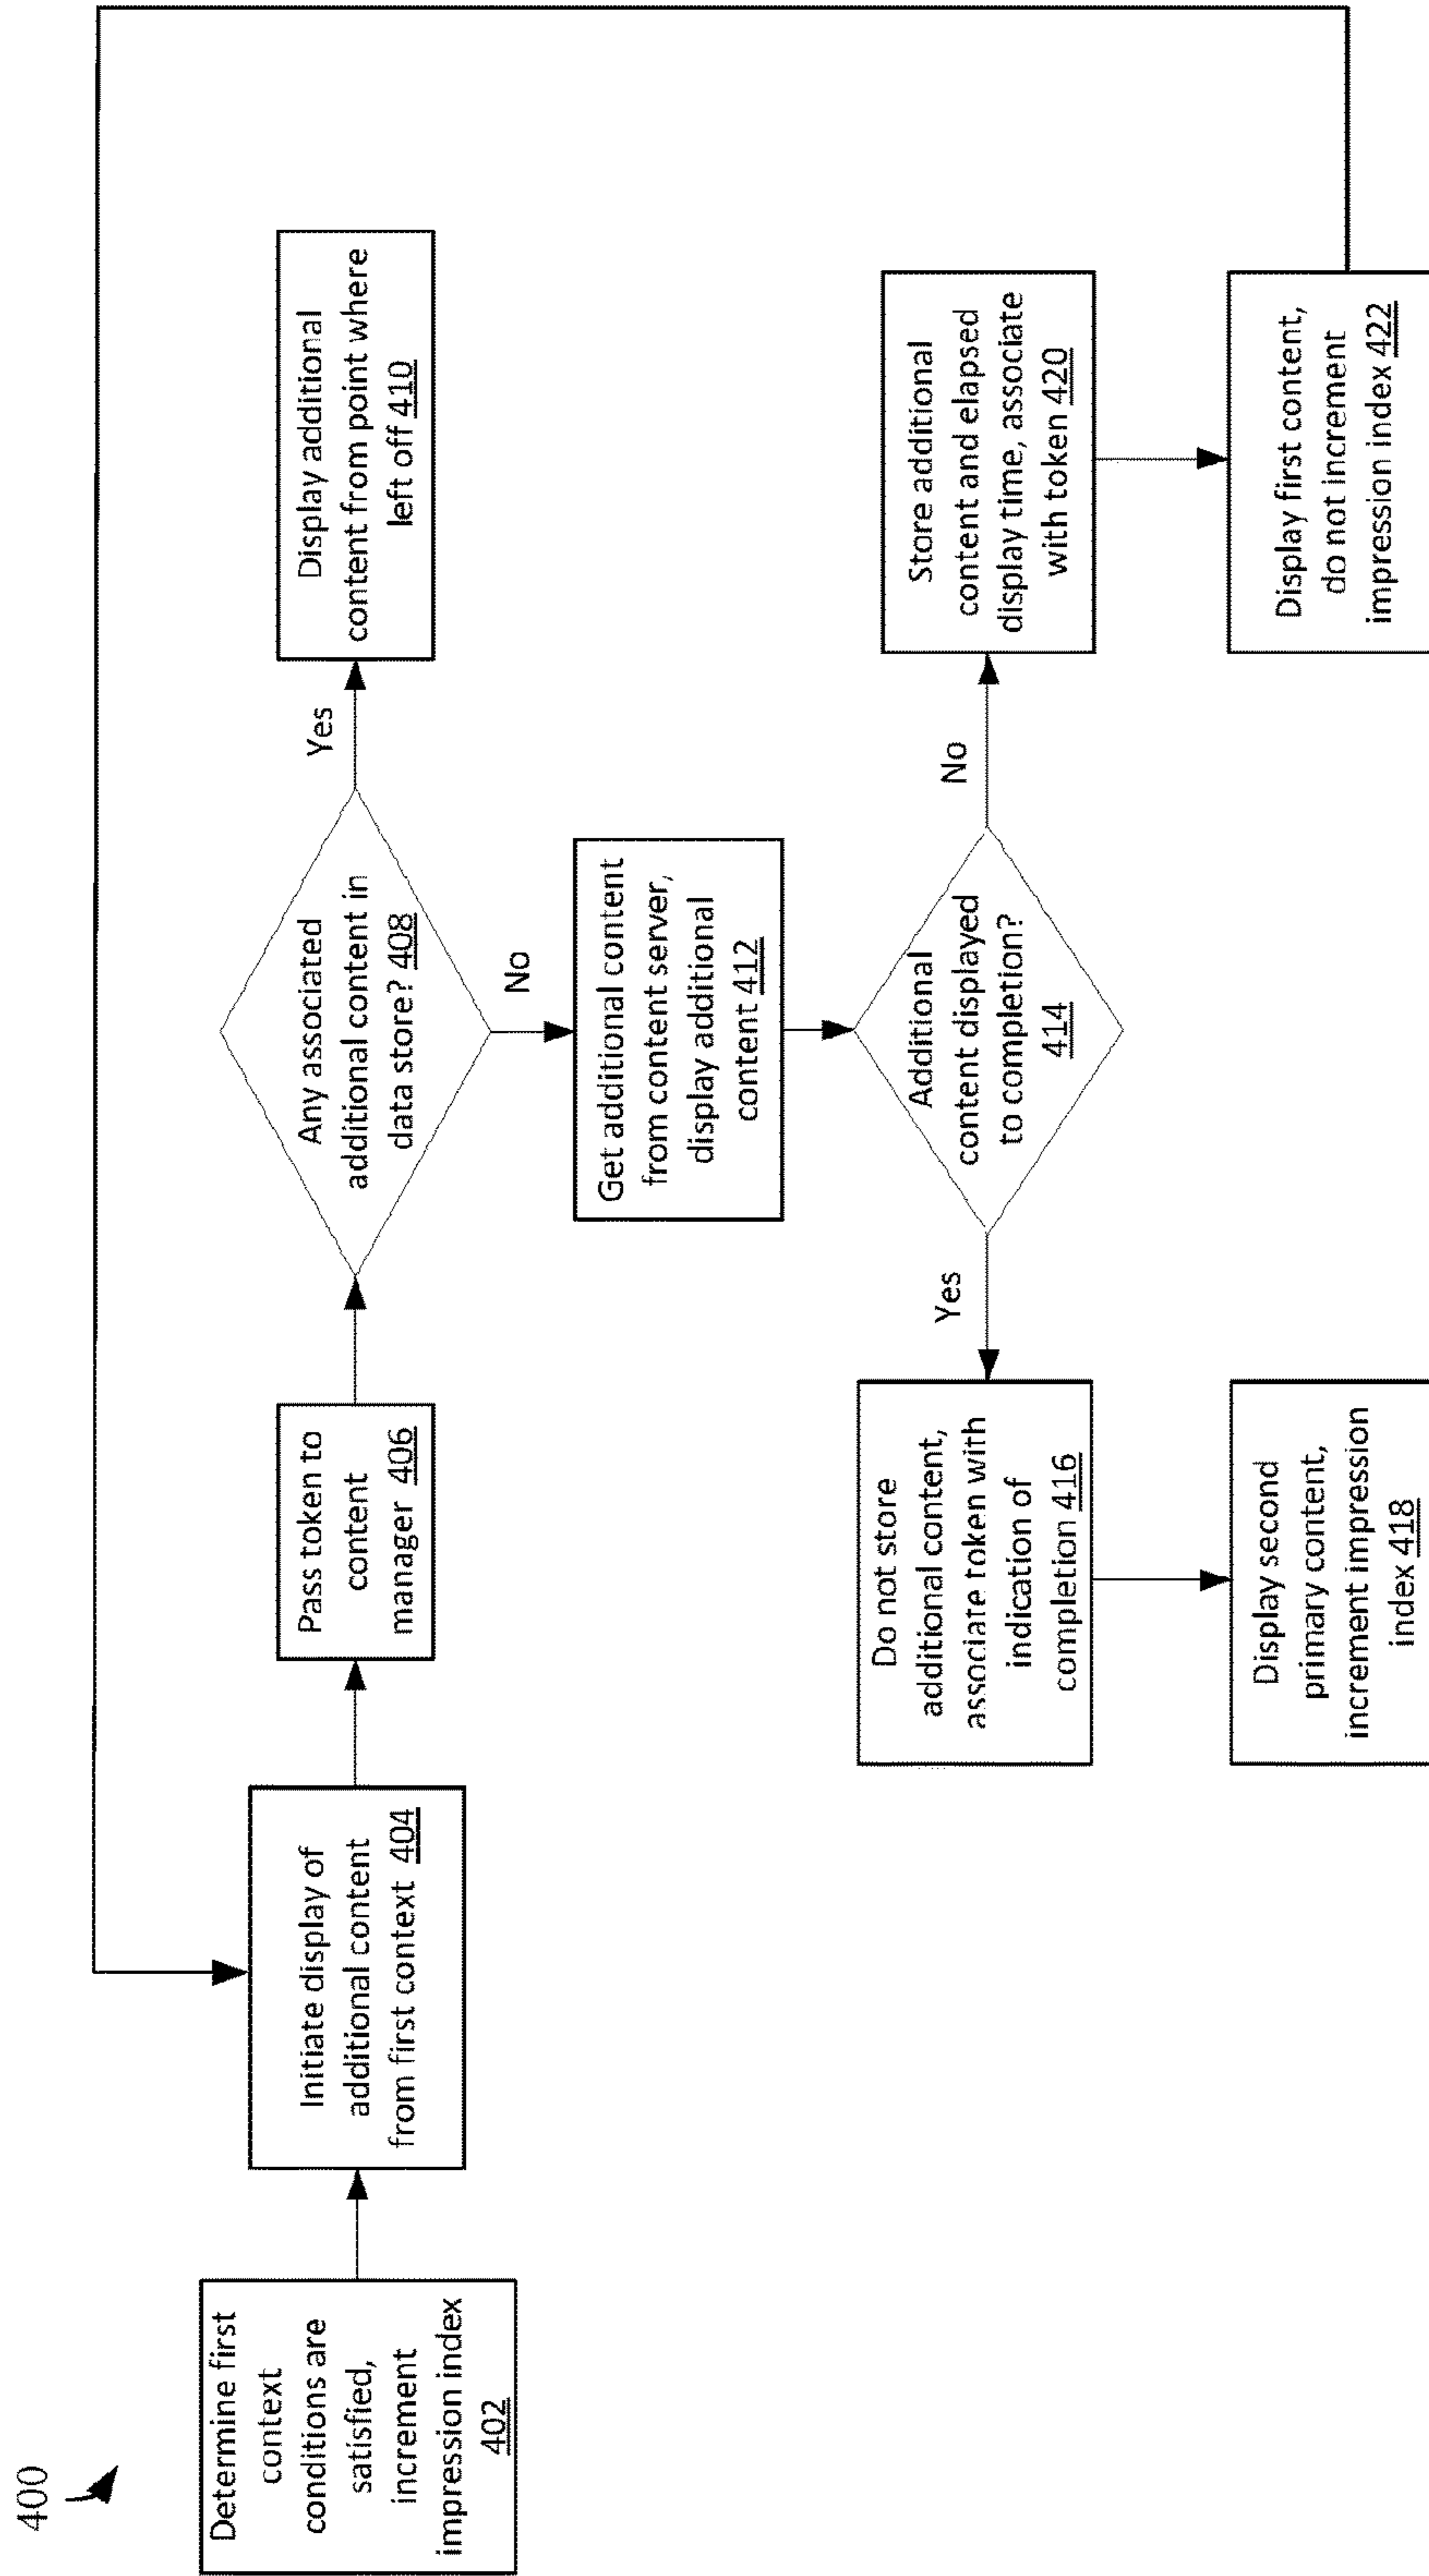 400
Determine first
context
conditions are
satisfied,
increment
impression index
402
Initiate display of
additional content
from first context 404
Pass token to
content
manager 406
Any associated
additional content in
data store? 408
Yes
Display additional
content from point where
left off 410
No
Get additional content
from content server,
display additional
content 412
Additional
content displayed
to completion?
414
Yes
Do not store
additional content,
associate token with
indication of
completion 416
Display second
primary content,
increment impression
index 418
No
Store additional
content and elapsed
display time, associate
with token 420
Display first content,
do not increment
impression index 422